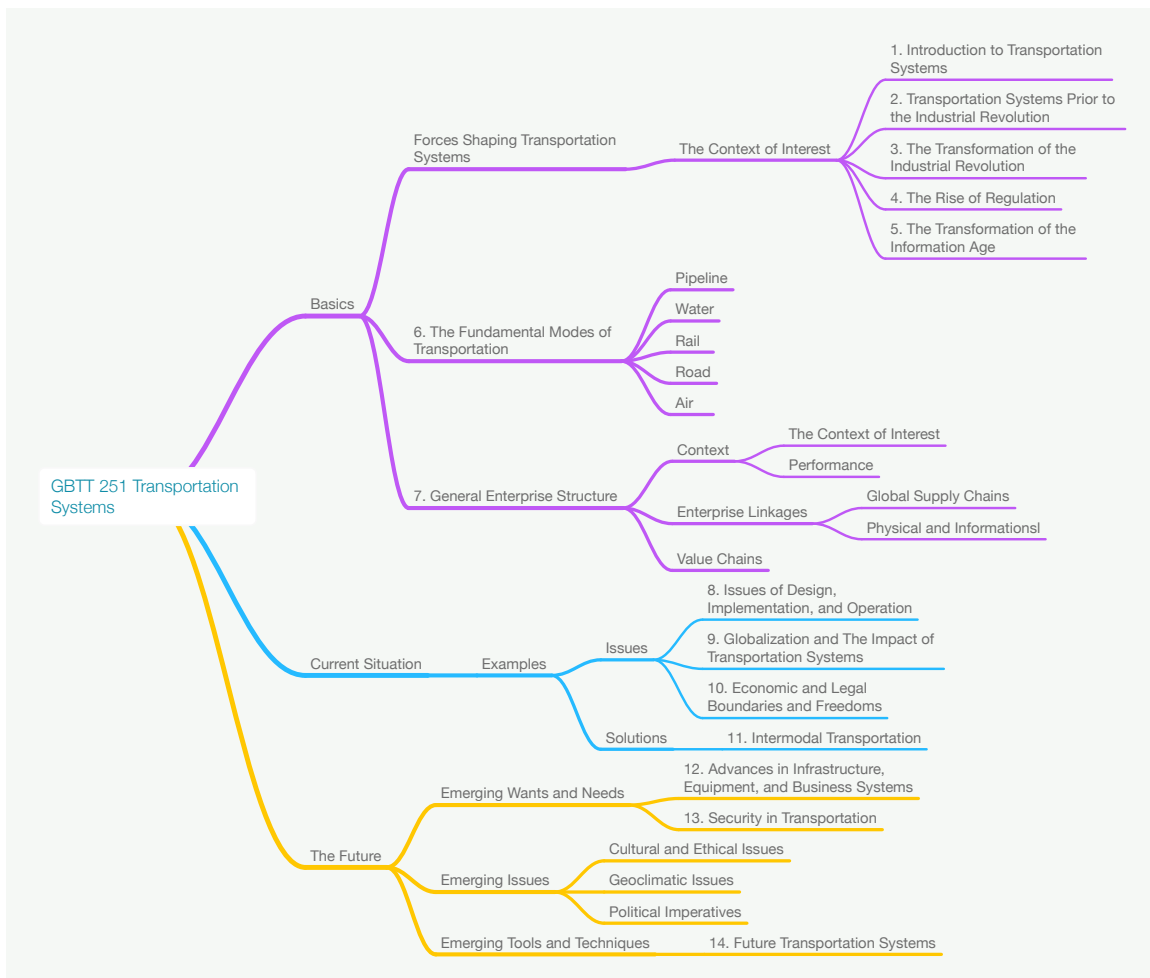 GBTT 251 Transportation
Systems
Basics
Forces Shaping Transportation
Systems
The Context of Interest
1. Introduction to Transportation
Systems
2. Transportation Systems Prior to
the Industrial Revolution
3. The Transformation of the
Industrial Revolution
4. The Rise of Regulation
5. The Transformation of the
Information Age
6. The Fundamental Modes of
Transportation
Pipeline
Water
Rail
Road
Air
7. General Enterprise Structure
Context
The Context of Interest
Performance
Enterprise Linkages
Global Supply Chains
Physical and Informationsl
Value Chains
Current Situation
Examples
Issues
8. Issues of Design,
Implementation, and Operation
9. Globalization and The Impact of
Transportation Systems
10. Economic and Legal
Boundaries and Freedoms
Solutions
11. Intermodal Transportation
The Future
Emerging Wants and Needs
12. Advances in Infrastructure,
Equipment, and Business Systems
13. Security in Transportation
Emerging Issues
Cultural and Ethical Issues
Geoclimatic Issues
Political Imperatives
Emerging Tools and Techniques
14. Future Transportation Systems